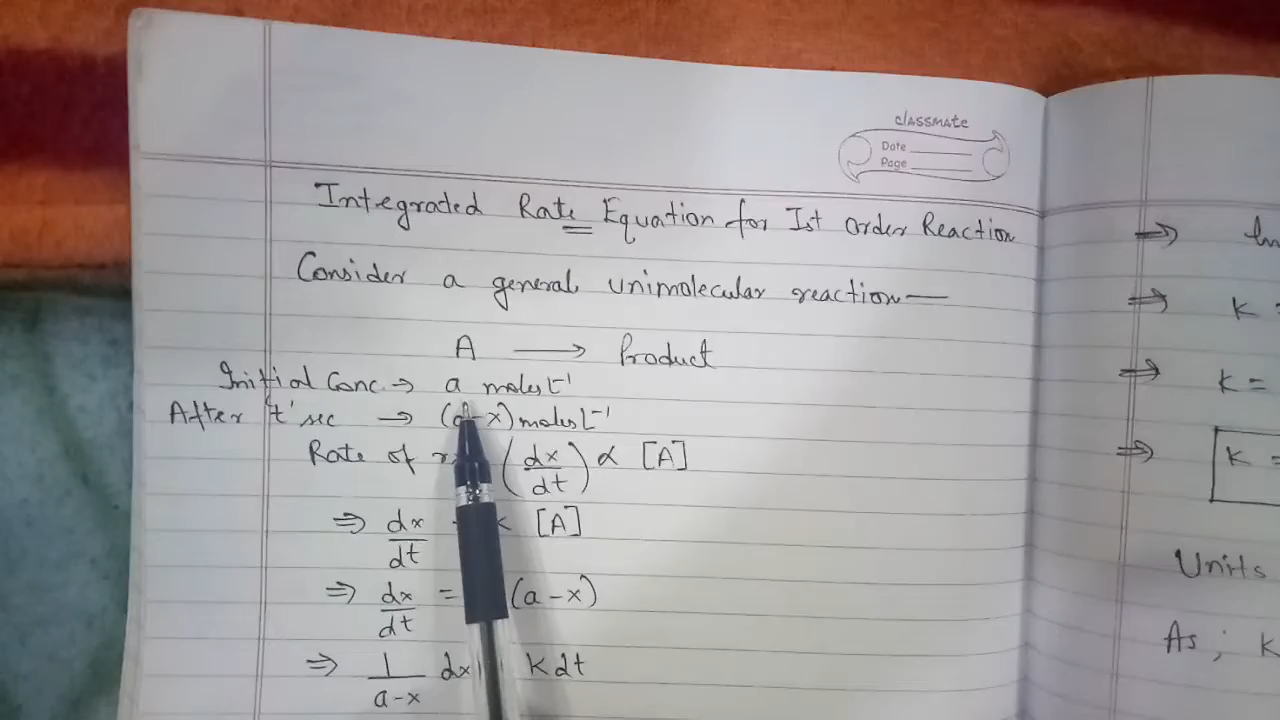 classmate
Date
Page
Integrated Rate Equation for Ist order Reaction
Consider a general unimolecular reaction —
A → Product
Initial Conc → a moles L⁻¹
After 't' sec → (a-x) moles L⁻¹
Rate of (dx/dt) ∝ [A]
⇒ dx/dt [A]
⇒ dx/dt = (a-x)
⇒ 1/(a-x) dx kdt
⇒
⇒ K =
⇒ K =
⇒ K =
Units
As ; K